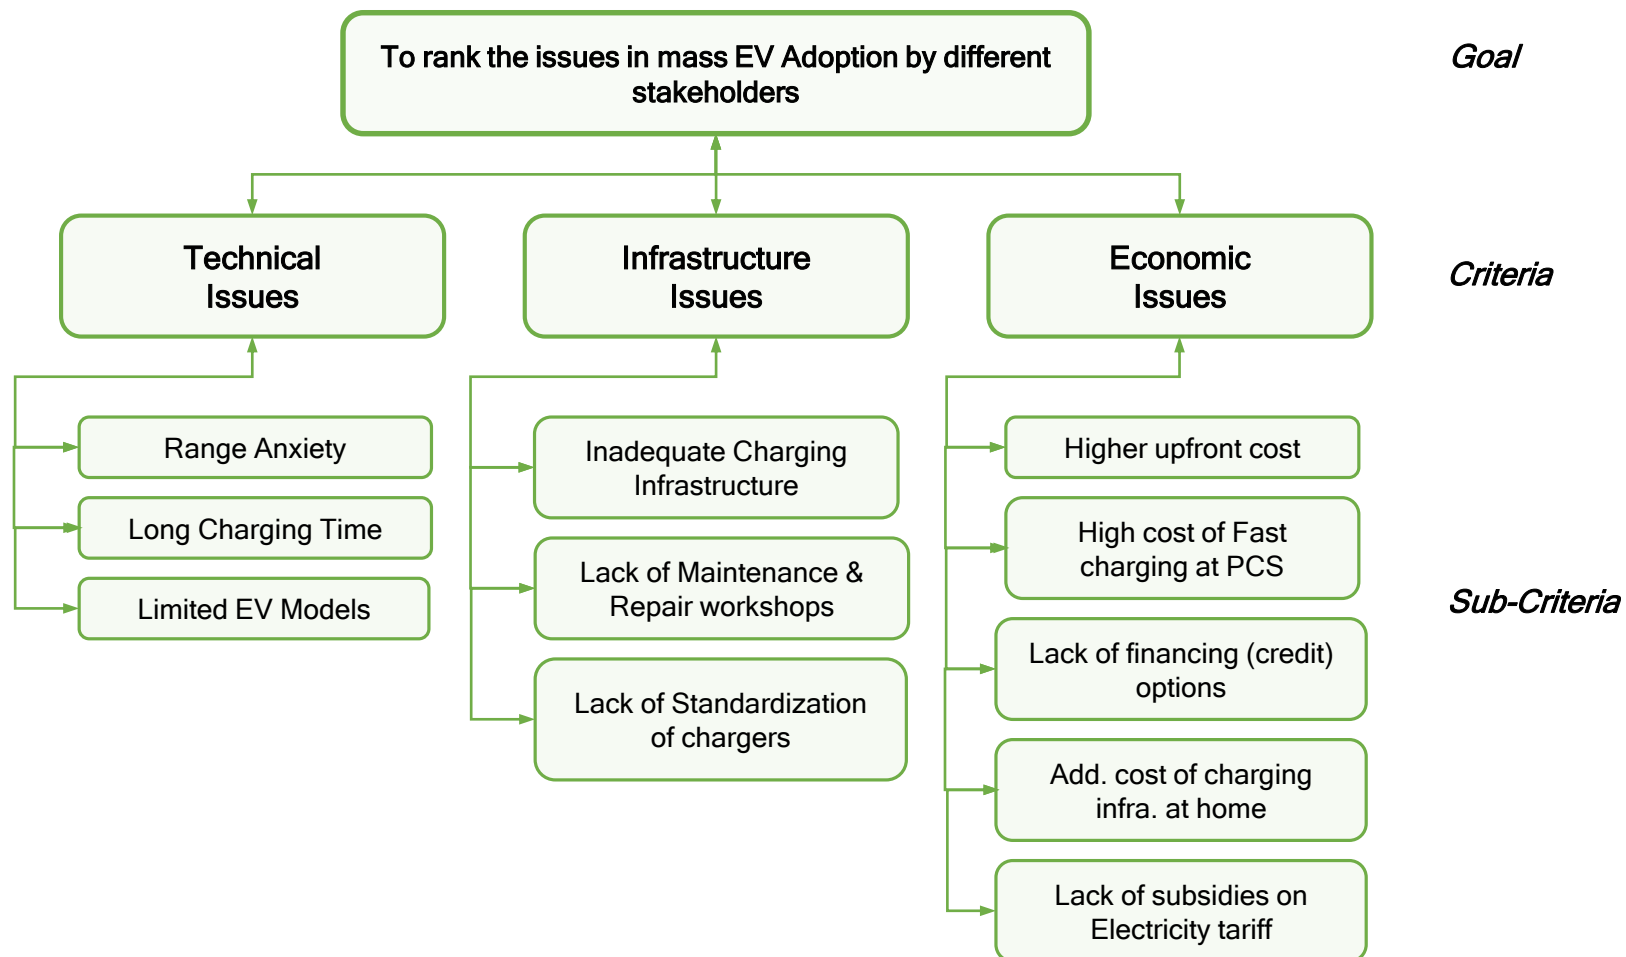 To rank the issues in mass EV Adoption by different
stakeholders
Goal
Technical
Issues
Infrastructure
Issues
Economic
Issues
Criteria
Range Anxiety
Long Charging Time
Limited EV Models
Inadequate Charging
Infrastructure
Lack of Maintenance &
Repair workshops
Lack of Standardization
of chargers
Higher upfront cost
High cost of Fast
charging at PCS
Lack of financing (credit)
options
Add. cost of charging
infra. at home
Lack of subsidies on
Electricity tariff
Sub-Criteria